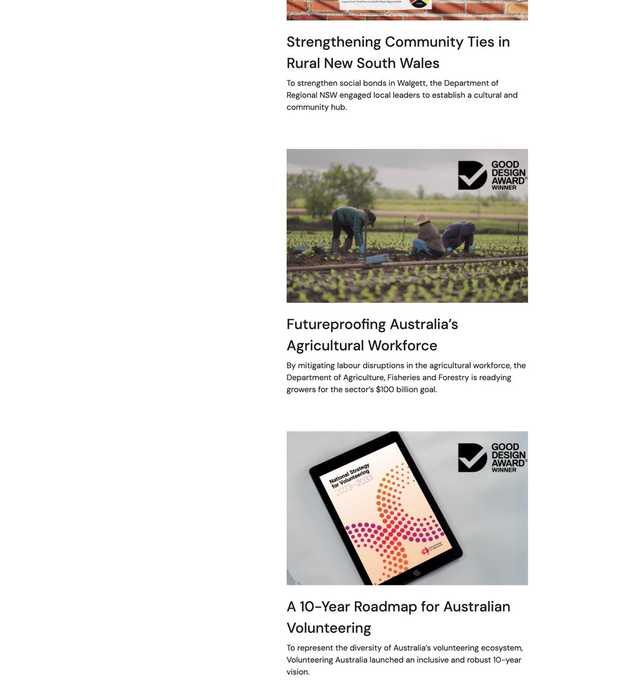 Strengthening Community Ties in
Rural New South Wales
To strengthen social bonds in Walgett, the Department of
Regional NSW engaged local leaders to establish a cultural and
community hub.
GOOD
DESIGN
AWARD®
WINNER
Futureproofing Australia’s
Agricultural Workforce
By mitigating labour disruptions in the agricultural workforce, the
Department of Agriculture, Fisheries and Forestry is readying
growers for the sector’s $100 billion goal.
GOOD
DESIGN
AWARD®
WINNER
National Strategy
for Volunteering
2023–2033
A 10-Year Roadmap for Australian
Volunteering
To represent the diversity of Australia’s volunteering ecosystem,
Volunteering Australia launched an inclusive and robust 10-year
vision.